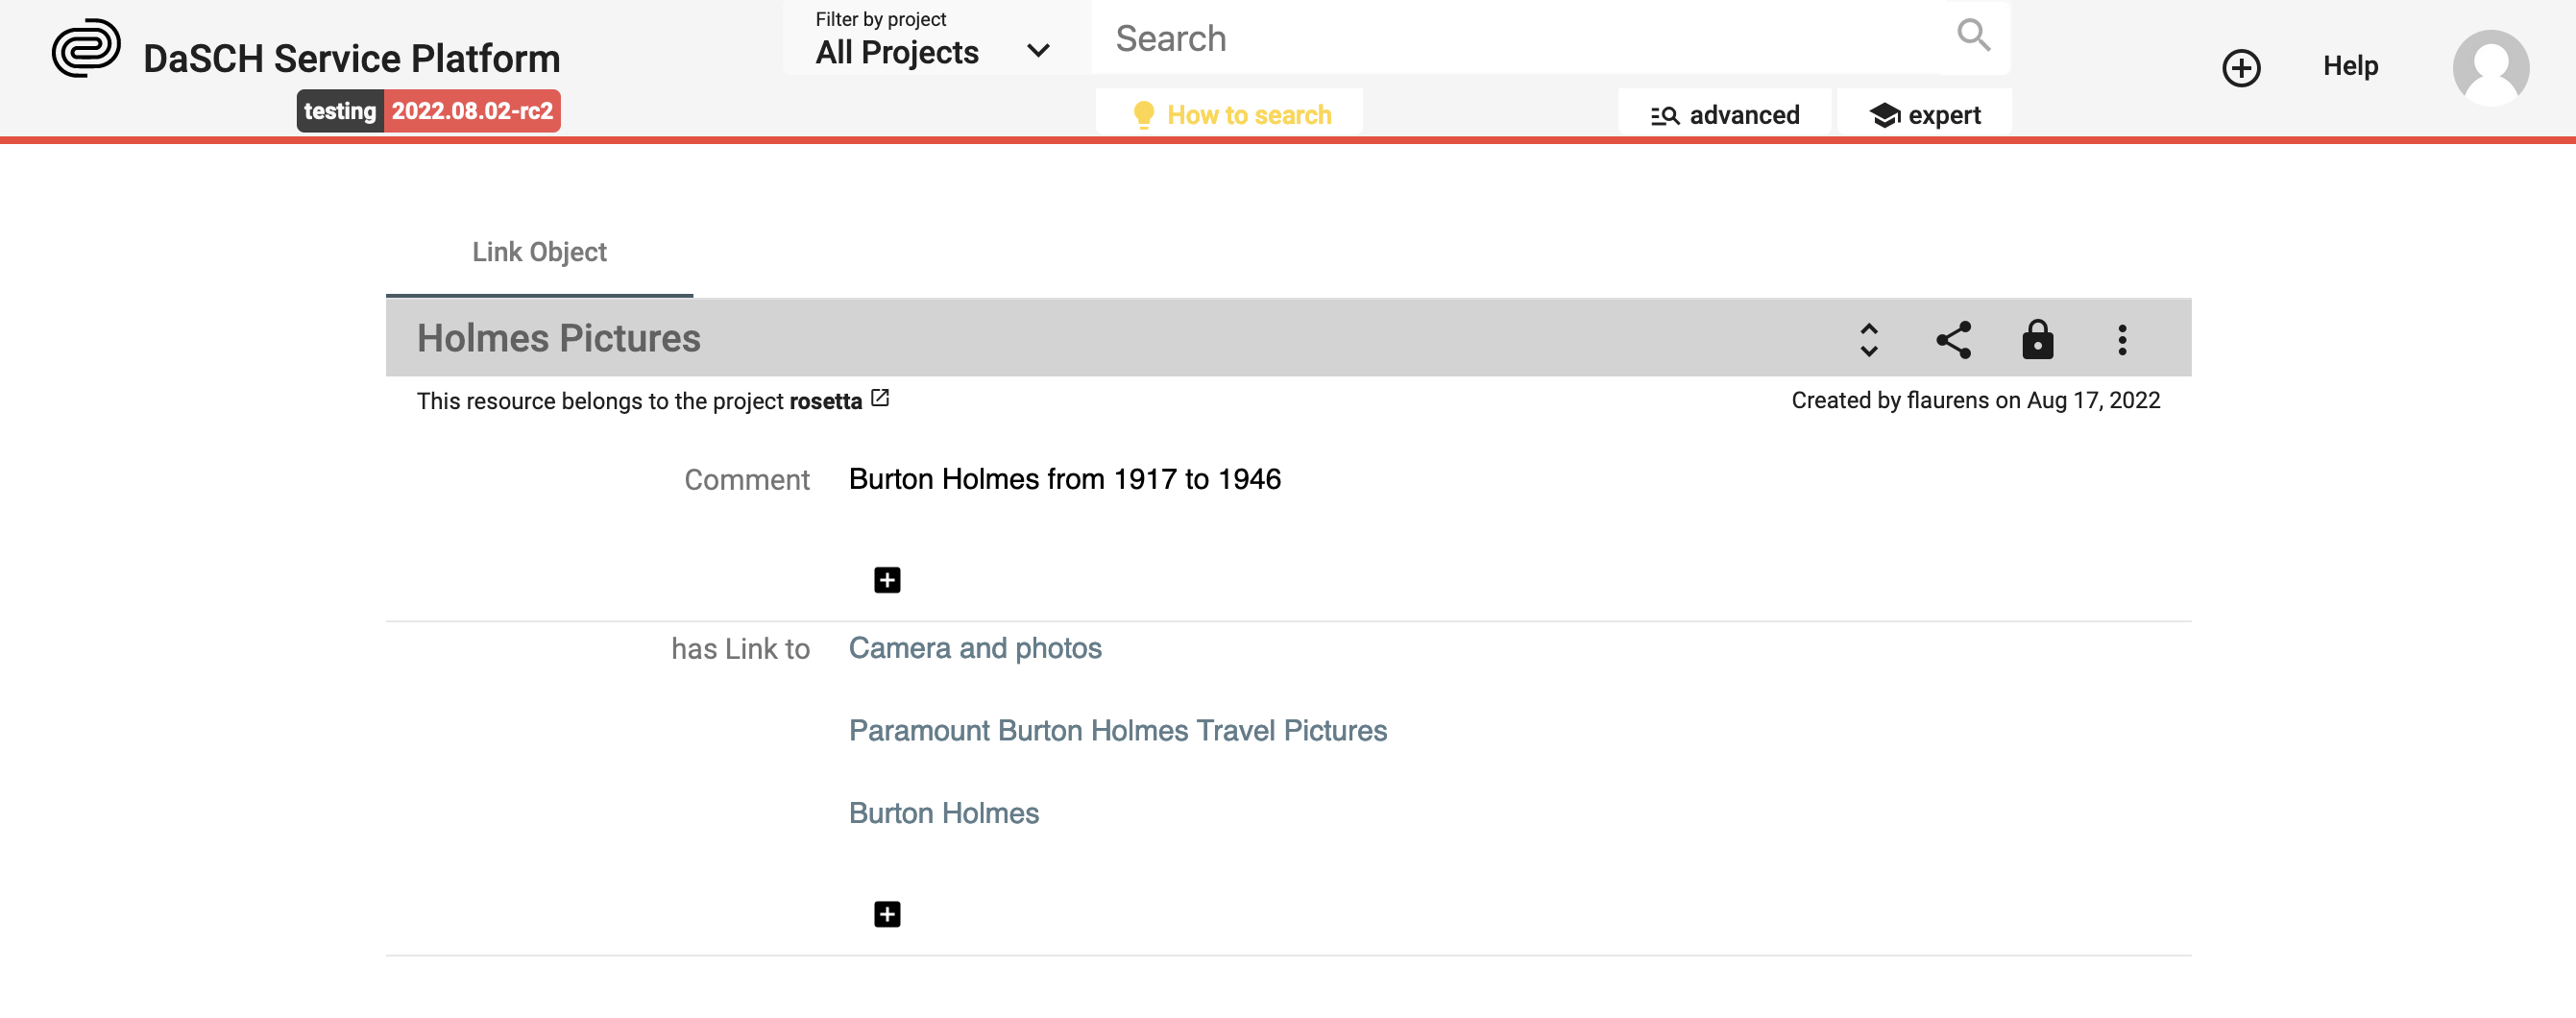 DaSCH Service Platform
testing 2022.08.02-rc2
Filter by project
All Projects
Search
How to search
advanced
expert
Help
Link Object
Holmes Pictures
This resource belongs to the project rosetta
Created by flaurens on Aug 17, 2022
Comment
Burton Holmes from 1917 to 1946
has Link to
Camera and photos
Paramount Burton Holmes Travel Pictures
Burton Holmes